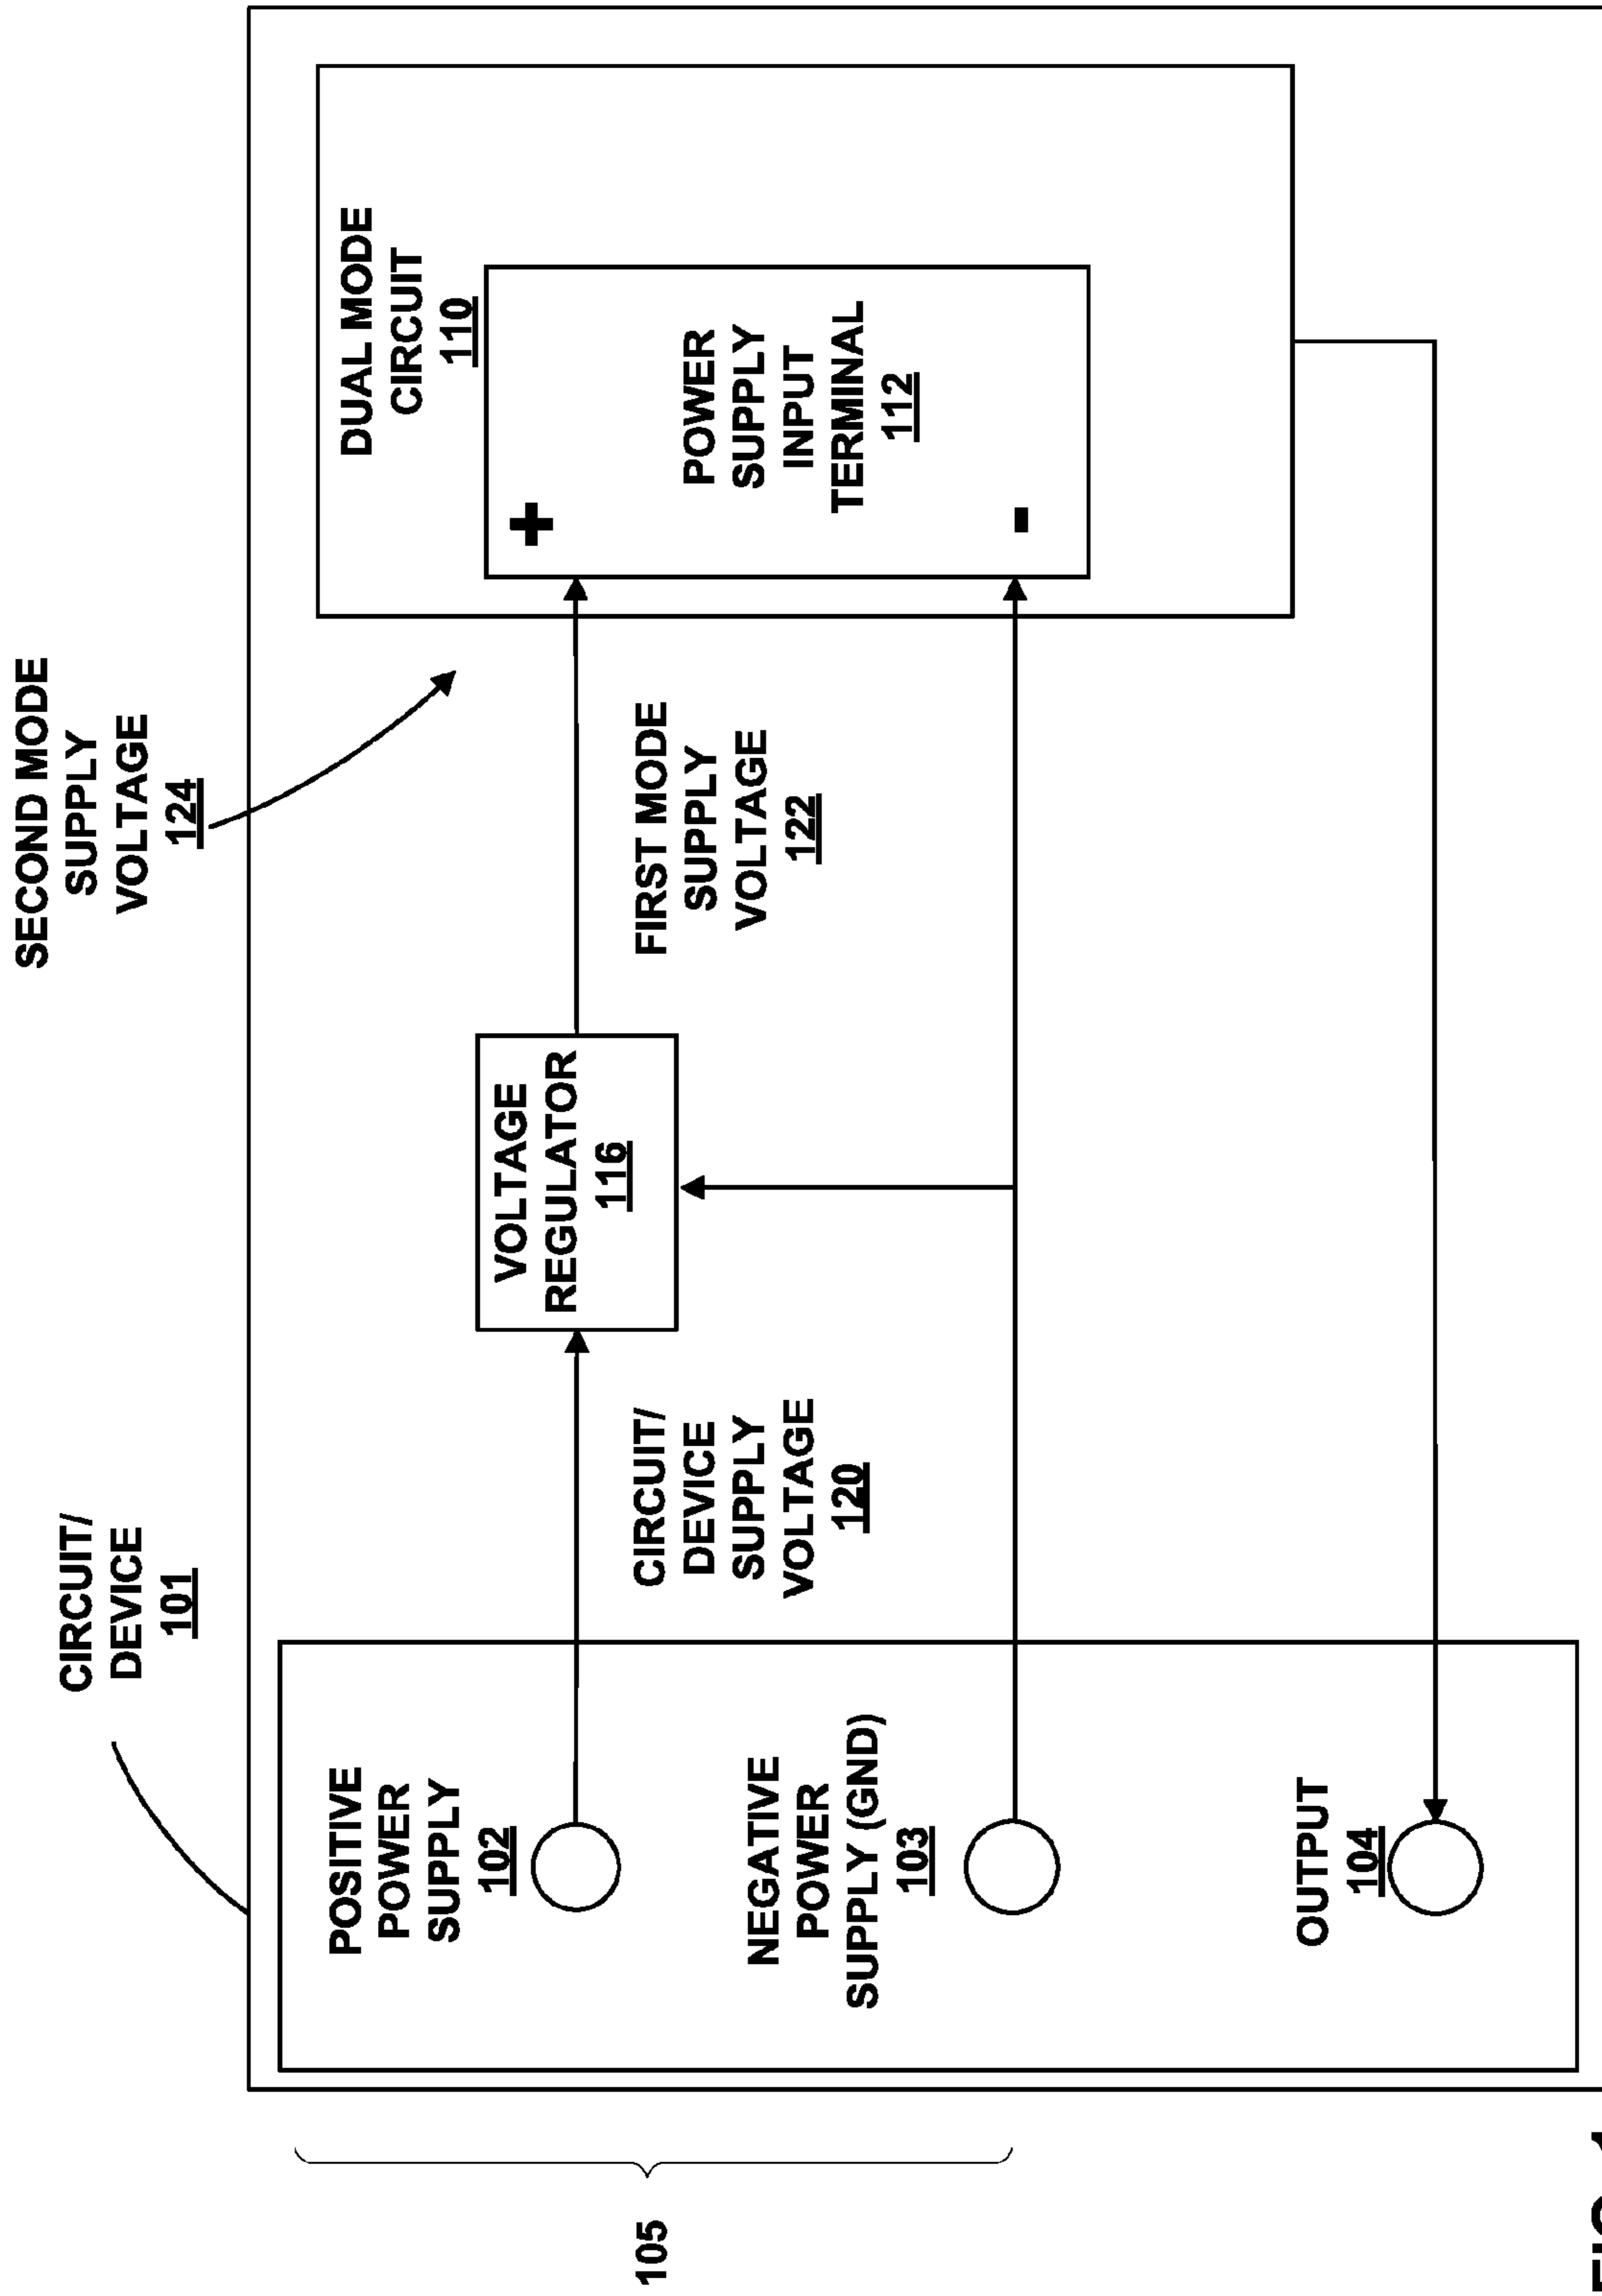 SECOND MODE
SUPPLY
VOLTAGE
124
CIRCUIT/
DEVICE
101
DUAL MODE
CIRCUIT
110
POSITIVE
POWER
SUPPLY
102
VOLTAGE
REGULATOR
116
+
POWER
SUPPLY
INPUT
TERMINAL
112
-
105
CIRCUIT/
DEVICE
SUPPLY
VOLTAGE
120
FIRST MODE
SUPPLY
VOLTAGE
122
NEGATIVE
POWER
SUPPLY (GND)
103
OUTPUT
104